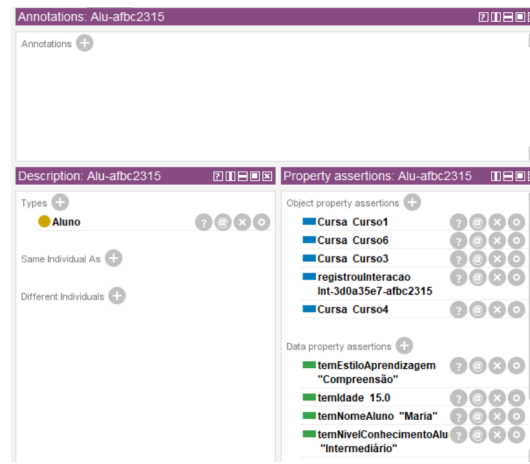 Annotations: Alu-afbc2315
Annotations
Description: Alu-afbc2315
Property assertions: Alu-afbc2315
Types
Aluno
Same Individual As
Different Individuals
Object property assertions
Cursa Curso1
Cursa Curso6
Cursa Curso3
registrouInteracao
Int-3d0a35e7-afbc2315
Cursa Curso4
Data property assertions
temEstiloAprendizagem
"Compreensão"
temIdade 15.0
temNomeAluno "Maria"
temNivelConhecimentoAlu
"Intermediário"